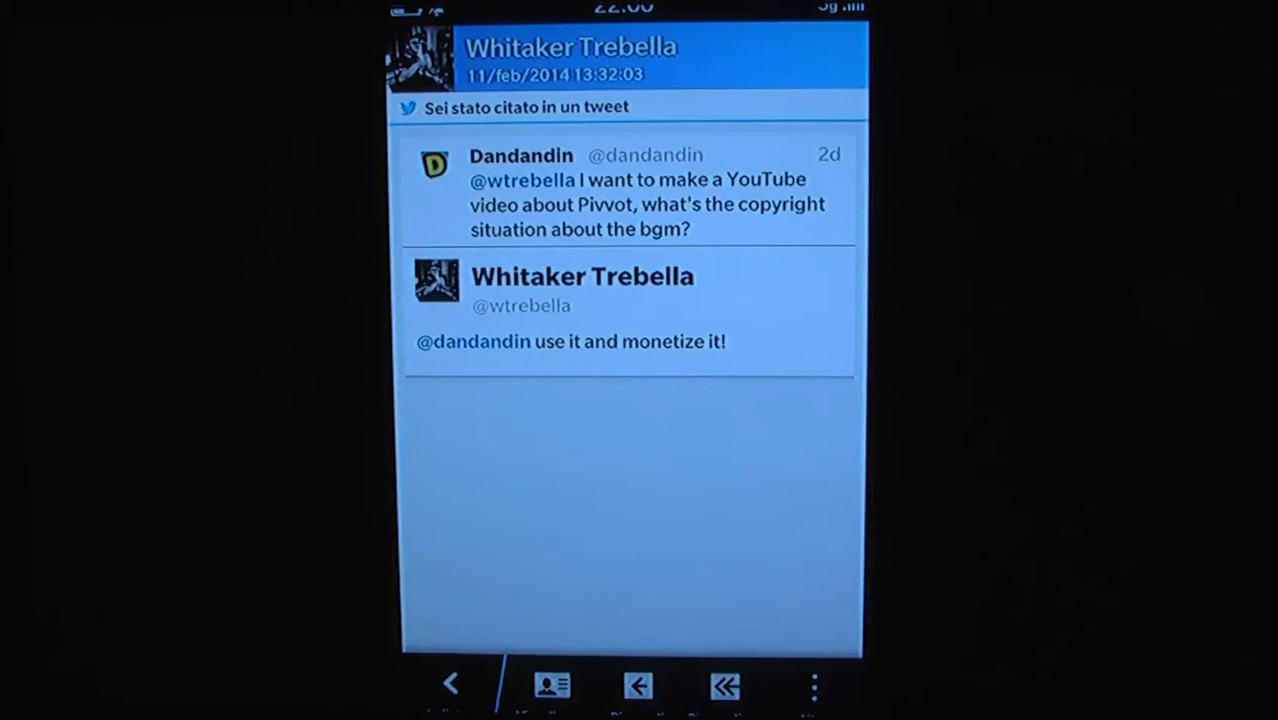 Whitaker Trebella
11/feb/2014 13:32:03
Sei stato citato in un tweet
Dandandin @dandandin 2d
@wtrebella I want to make a YouTube
video about Pivvot, what's the copyright
situation about the bgm?
Whitaker Trebella
@wtrebella
@dandandin use it and monetize it!